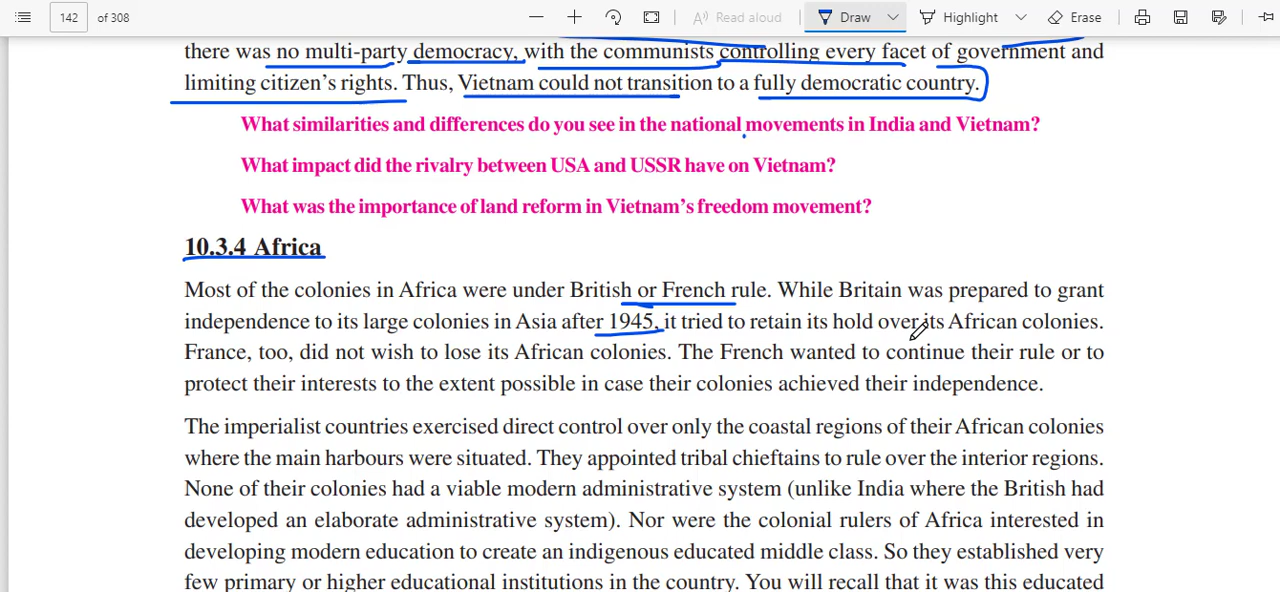 142 of 308 Read aloud Draw Highlight Erase
there was no multi-party democracy, with the communists controlling every facet of government and
limiting citizen's rights. Thus, Vietnam could not transition to a fully democratic country.
What similarities and differences do you see in the national movements in India and Vietnam?
What impact did the rivalry between USA and USSR have on Vietnam?
What was the importance of land reform in Vietnam's freedom movement?
10.3.4 Africa
Most of the colonies in Africa were under British or French rule. While Britain was prepared to grant
independence to its large colonies in Asia after 1945, it tried to retain its hold over its African colonies.
France, too, did not wish to lose its African colonies. The French wanted to continue their rule or to
protect their interests to the extent possible in case their colonies achieved their independence.
The imperialist countries exercised direct control over only the coastal regions of their African colonies
where the main harbours were situated. They appointed tribal chieftains to rule over the interior regions.
None of their colonies had a viable modern administrative system (unlike India where the British had
developed an elaborate administrative system). Nor were the colonial rulers of Africa interested in
developing modern education to create an indigenous educated middle class. So they established very
few primary or higher educational institutions in the country. You will recall that it was this educated